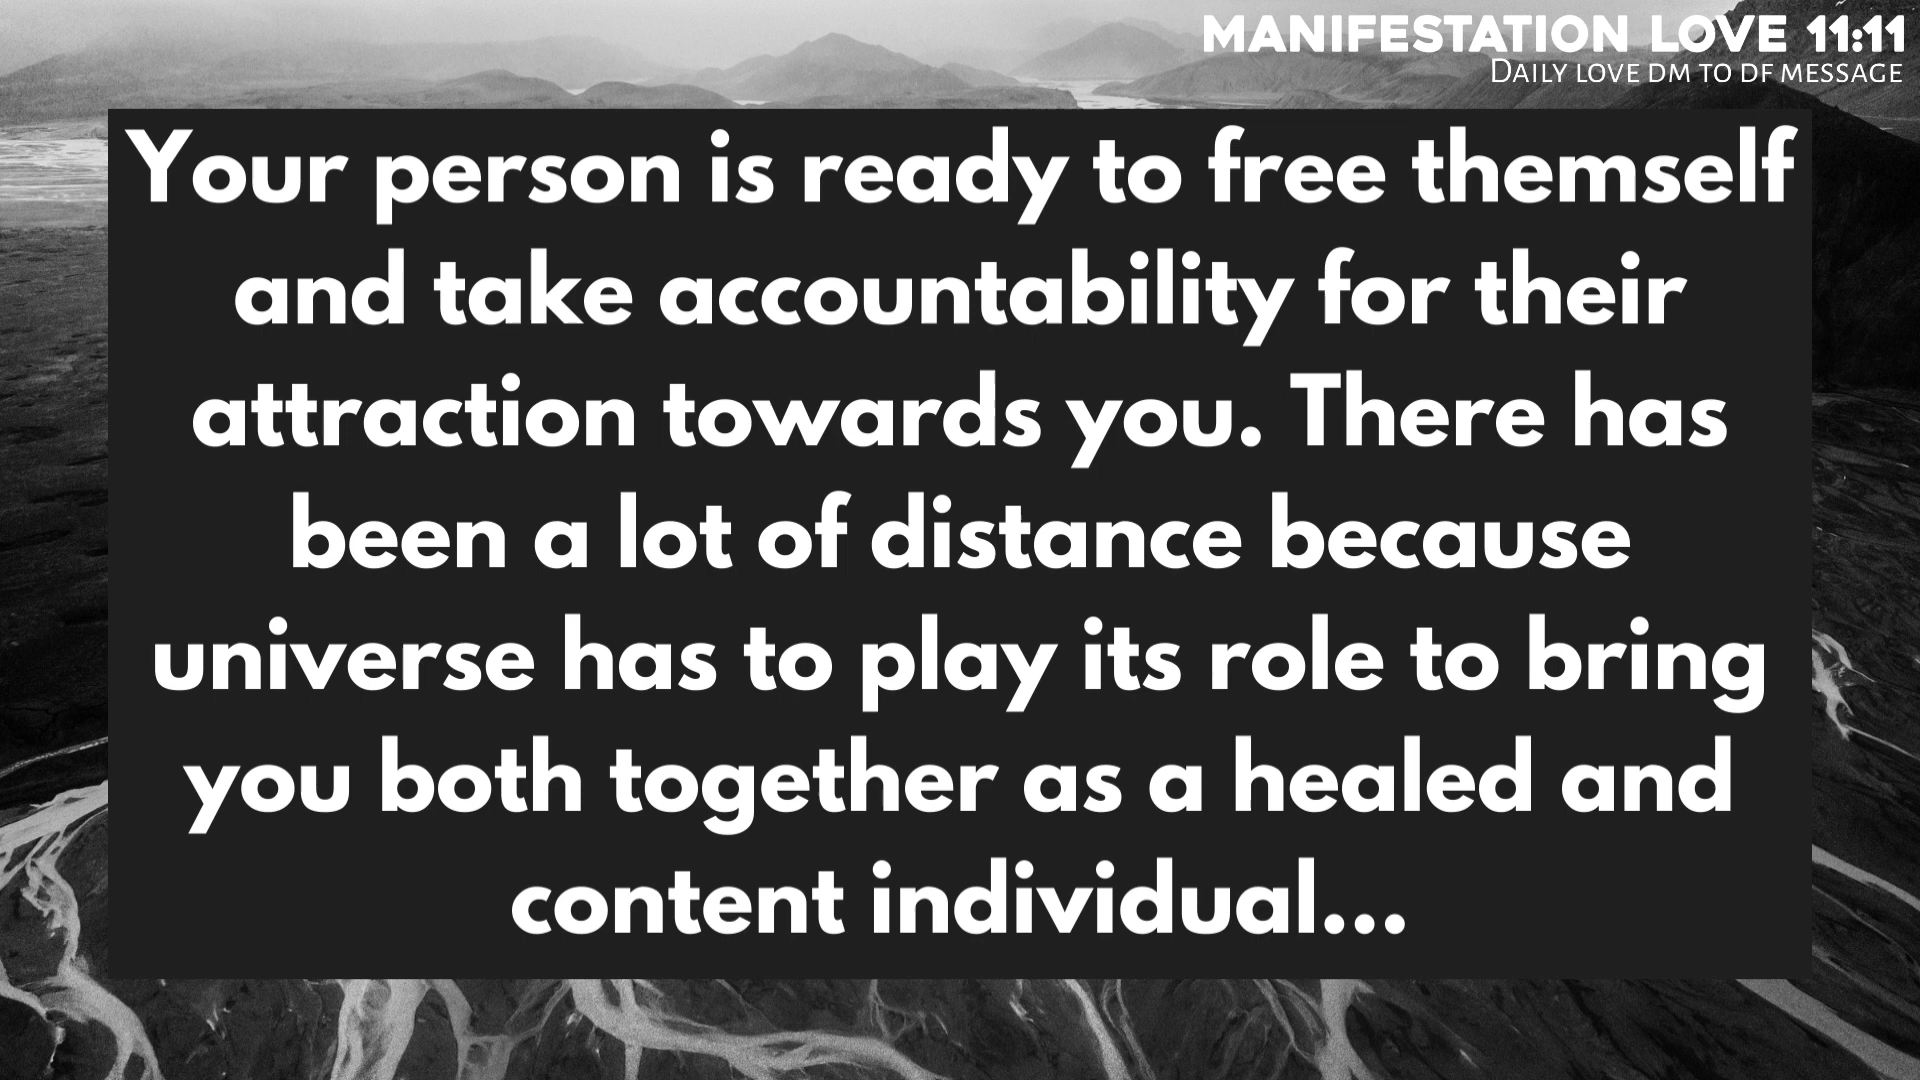 MANIFESTATION LOVE 11:11
DAILY LOVE DM TO DF MESSAGE
Your person is ready to free themself
and take accountability for their
attraction towards you. There has
been a lot of distance because
universe has to play its role to bring
you both together as a healed and
content individual...